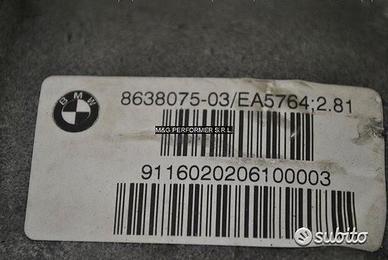 BMW
8638075-03/EA5764;2.81
M&G PERFORMER S.R.L.
9116020206100003
subito